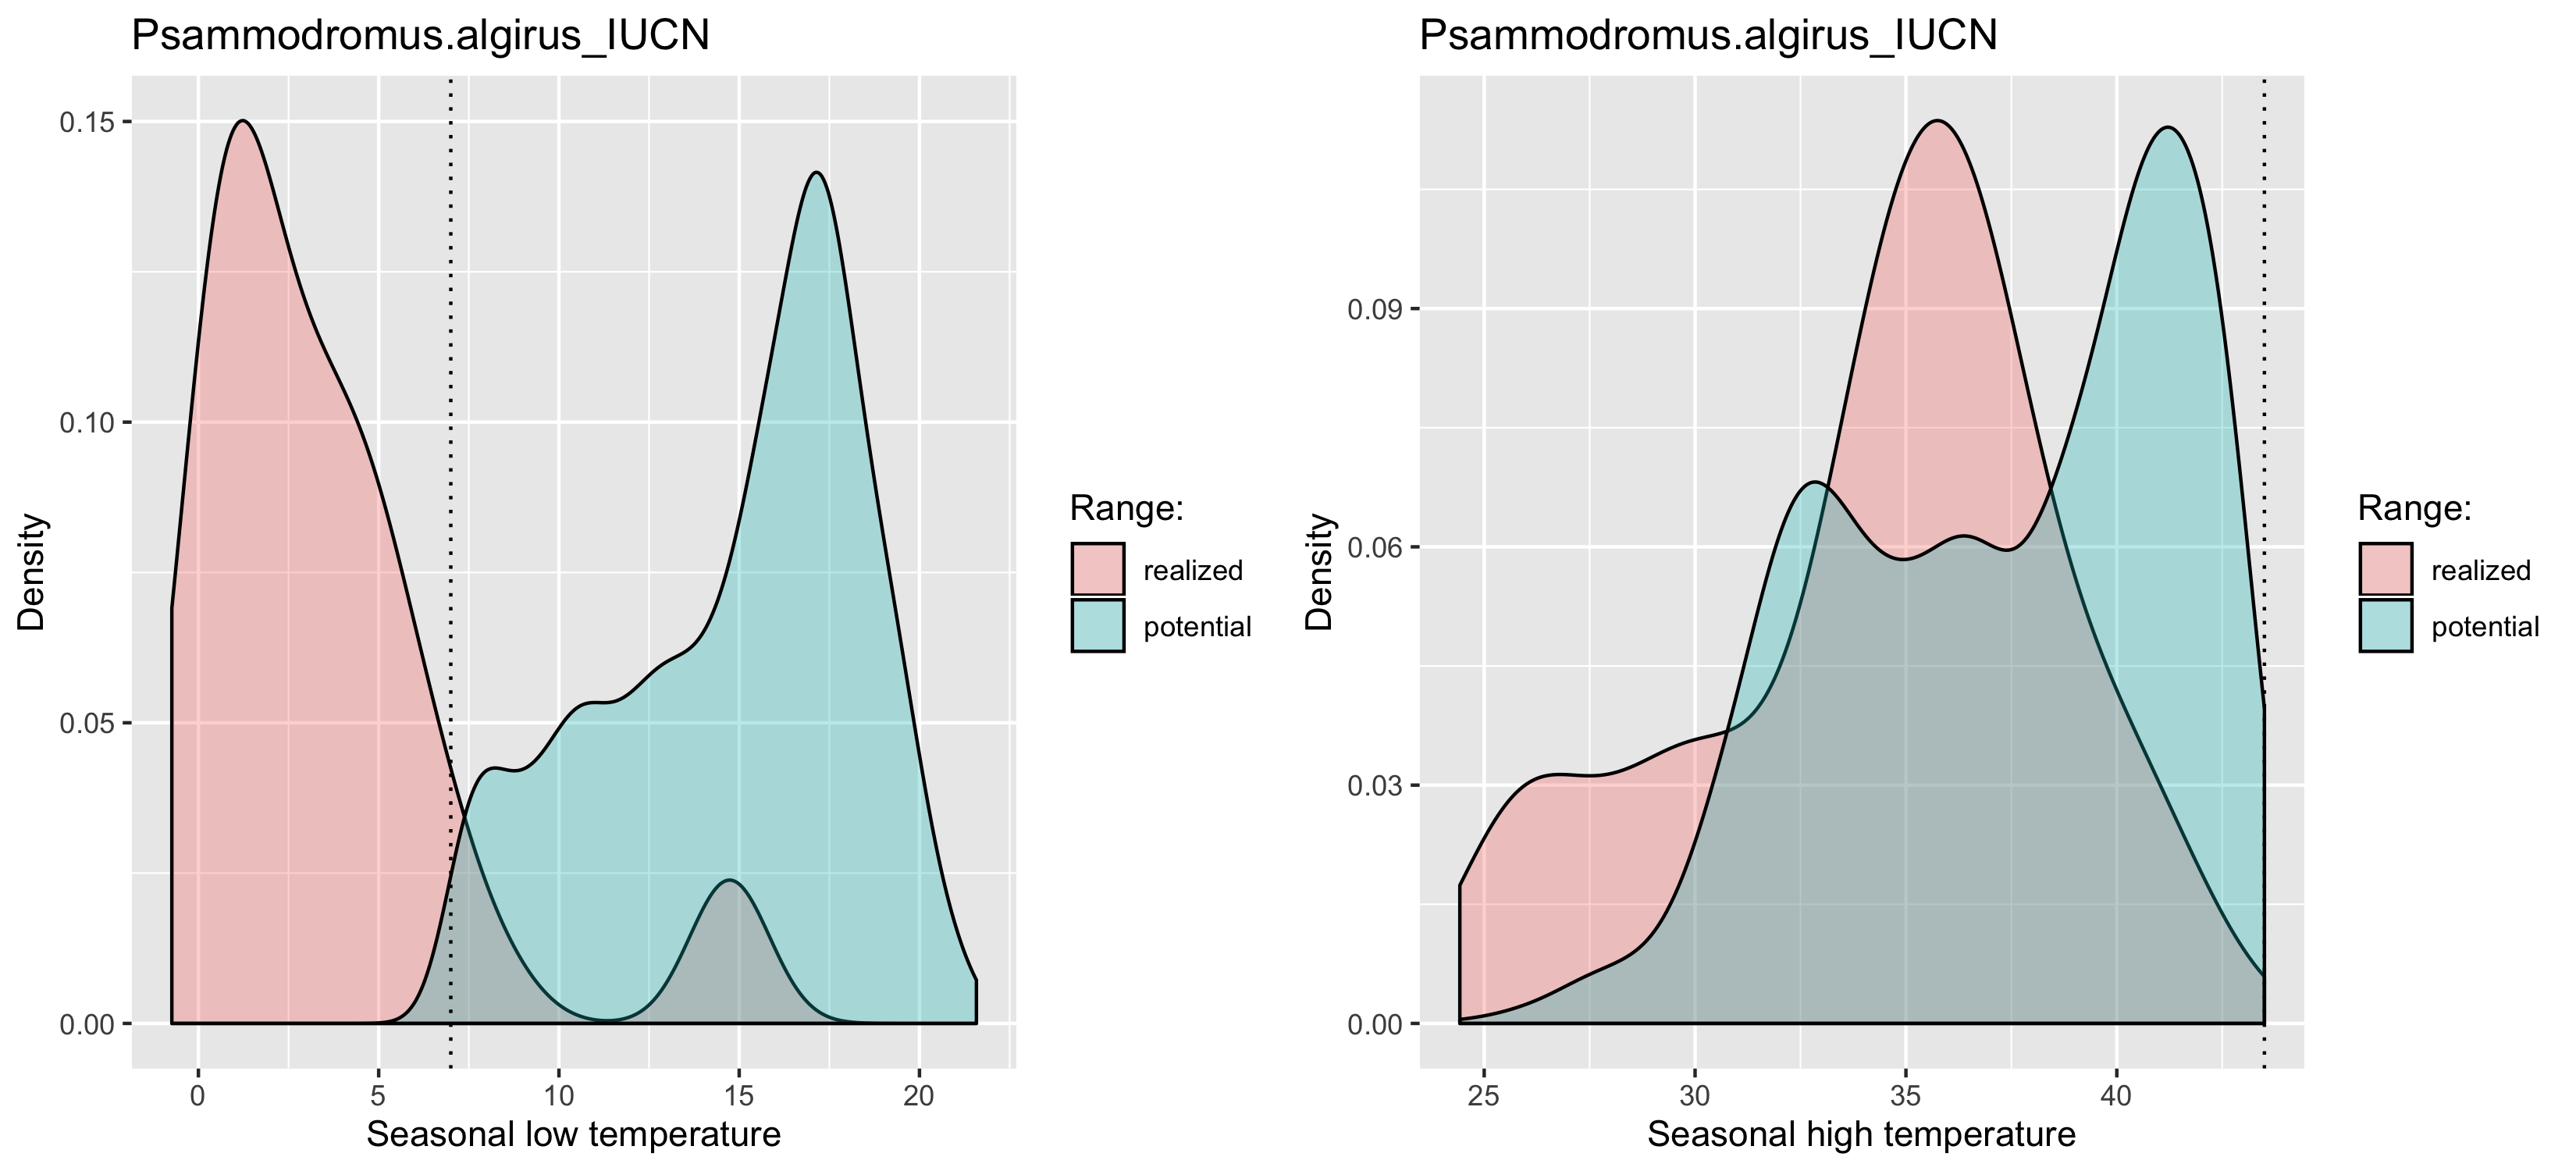 Psammodromus.algirus_IUCN
Density
0.15
0.10
0.05
0.00
0 5 10 15 20
Seasonal low temperature
Range:
realized
potential
Psammodromus.algirus_IUCN
Density
0.09
0.06
0.03
0.00
25 30 35 40
Seasonal high temperature
Range:
realized
potential